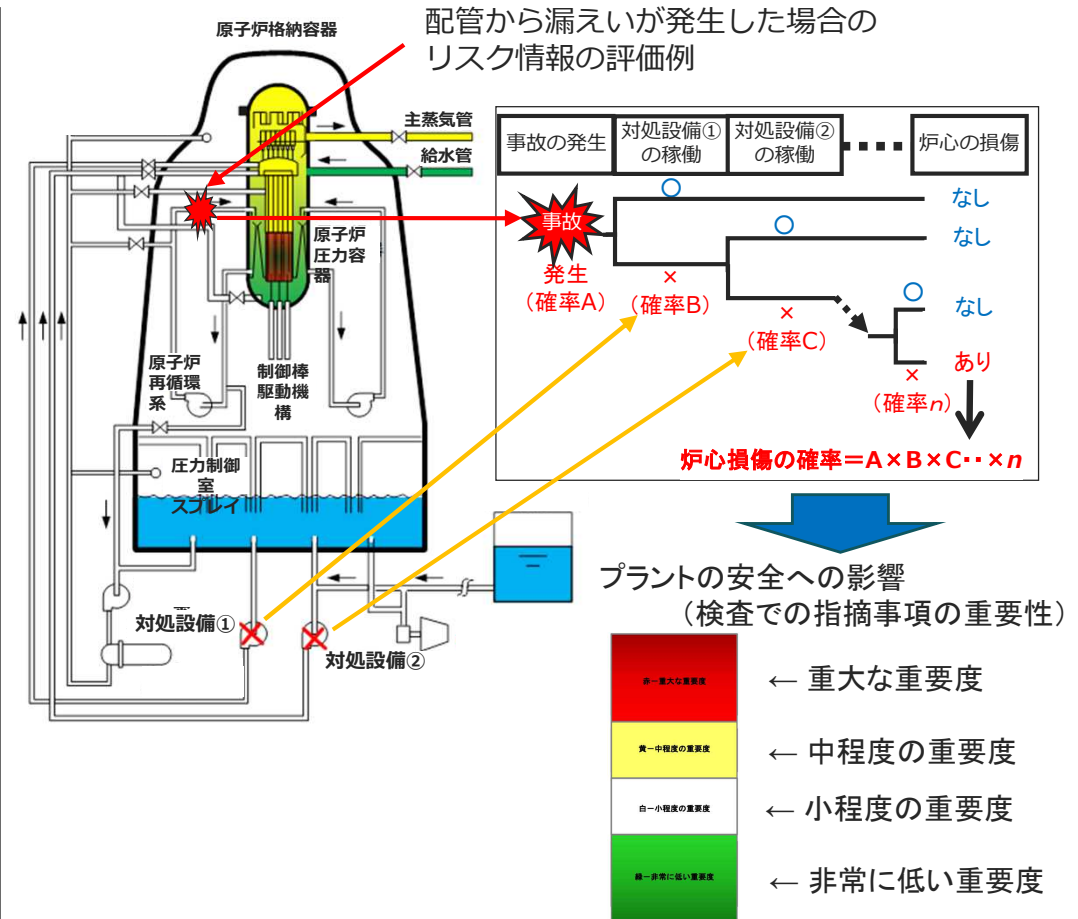 配管から漏えいが発生した場合の
リスク情報の評価例
原子炉格納容器
主蒸気管
給水管
原子炉
圧力容
器
原子炉
再循環
系
制御棒
駆動機
構
圧力制御
室
スプレイ
対処設備①
対処設備②
事故の発生
対処設備①
の稼働
対処設備②
の稼働
炉心の損傷
事故
発生
(確率A)
○
×
(確率B)
○
×
(確率C)
○
×
(確率n)
なし
なし
なし
あり
炉心損傷の確率＝A×B×C‥×n
プラントの安全への影響
(検査での指摘事項の重要性)
赤ー重大な重要度
← 重大な重要度
黄ー中程度の重要度
← 中程度の重要度
白ー小程度の重要度
← 小程度の重要度
緑ー非常に低い重要度
← 非常に低い重要度